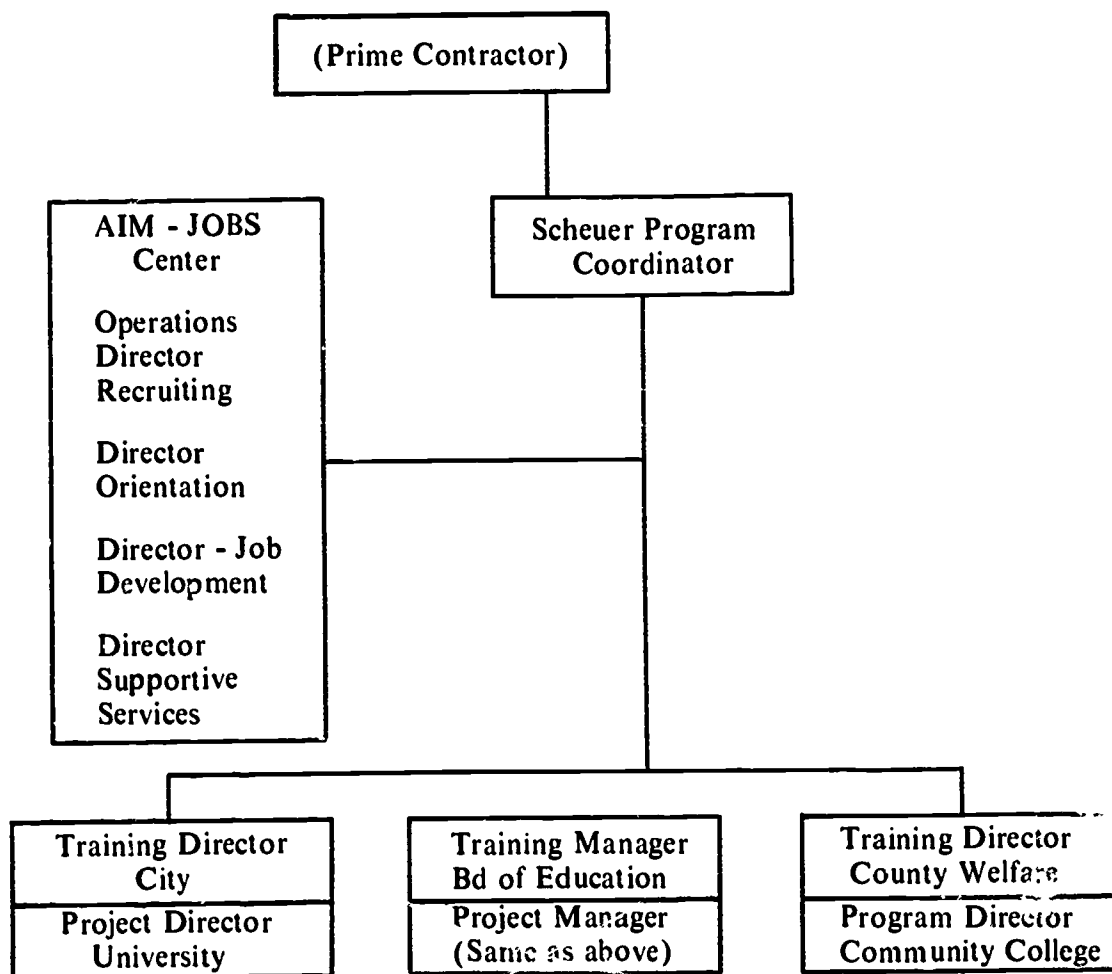 (Prime Contractor)
AIM - JOBS
Center
Operations
Director
Recruiting
Director
Orientation
Director - Job
Development
Director
Supportive
Services
Scheuer Program
Coordinator
Training Director
City
Project Director
University
Training Manager
Bd of Education
Project Manager
(Same as above)
Training Director
County Welfare
Program Director
Community College